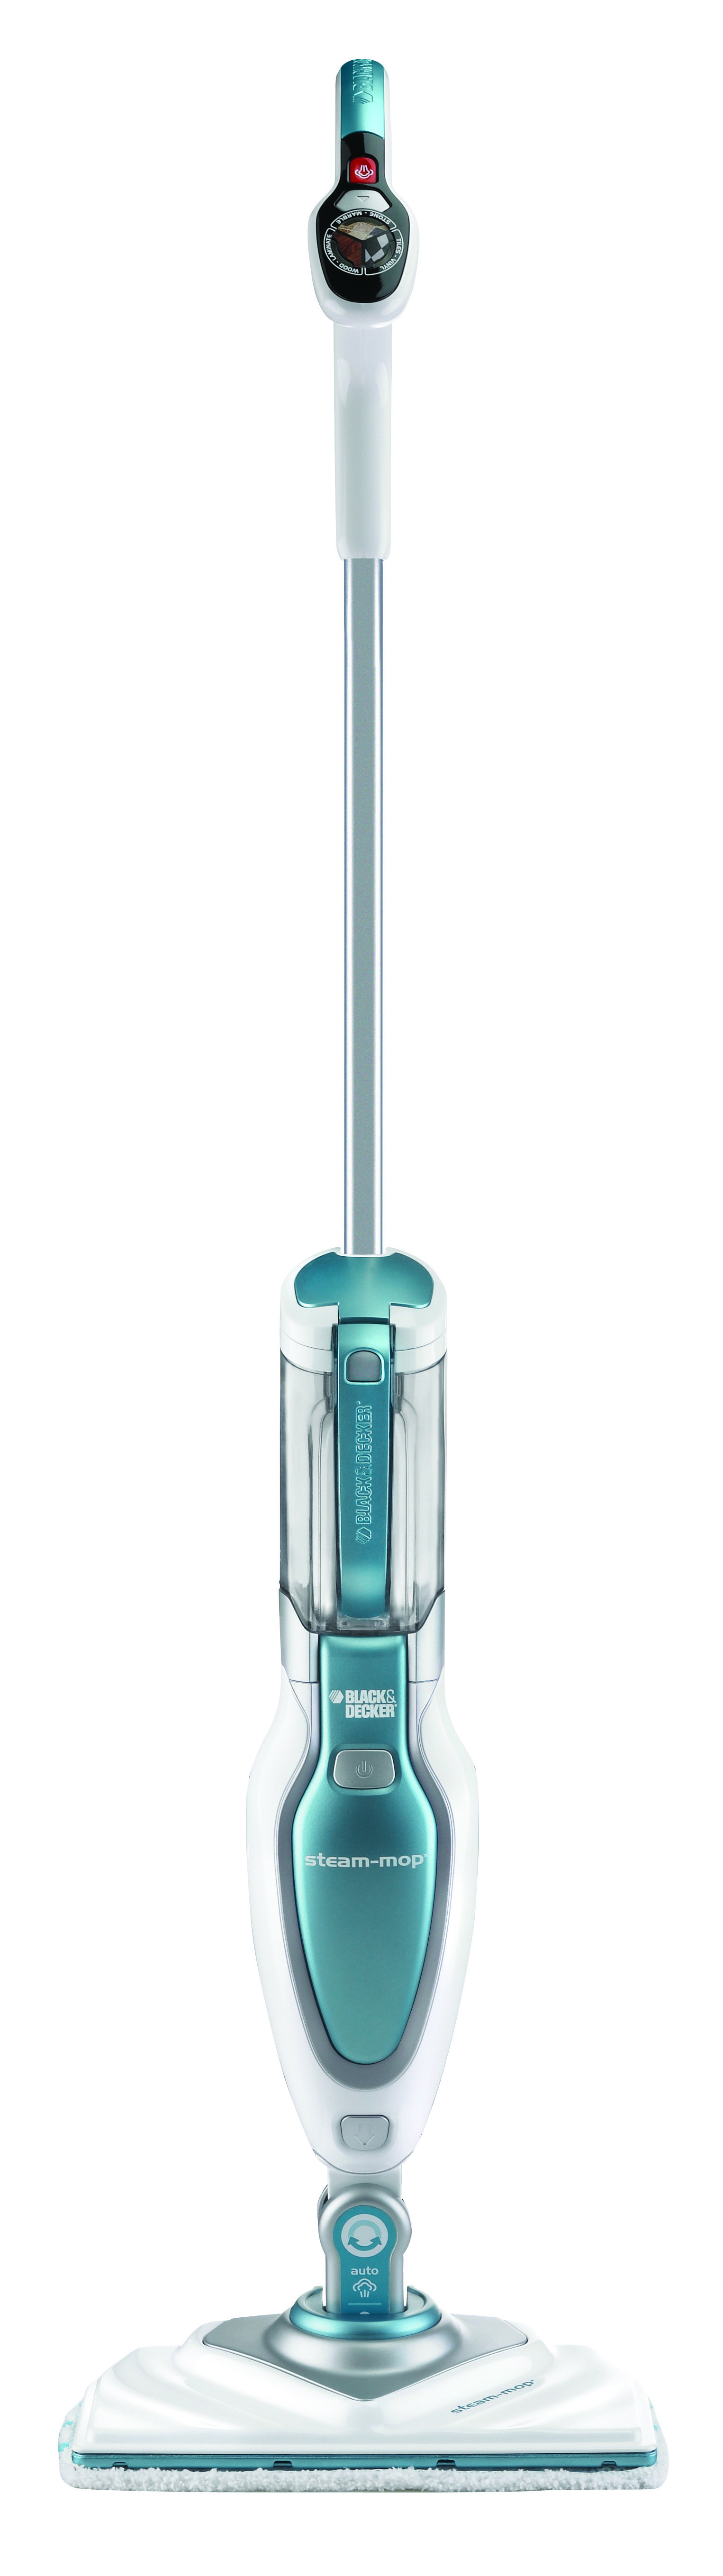 STONE · MARBLE
TILES · VINYL
WOOD · LAMINATE
BLACK&DECKER
BLACK&
DECKER
steam-mop
auto
steam-mop